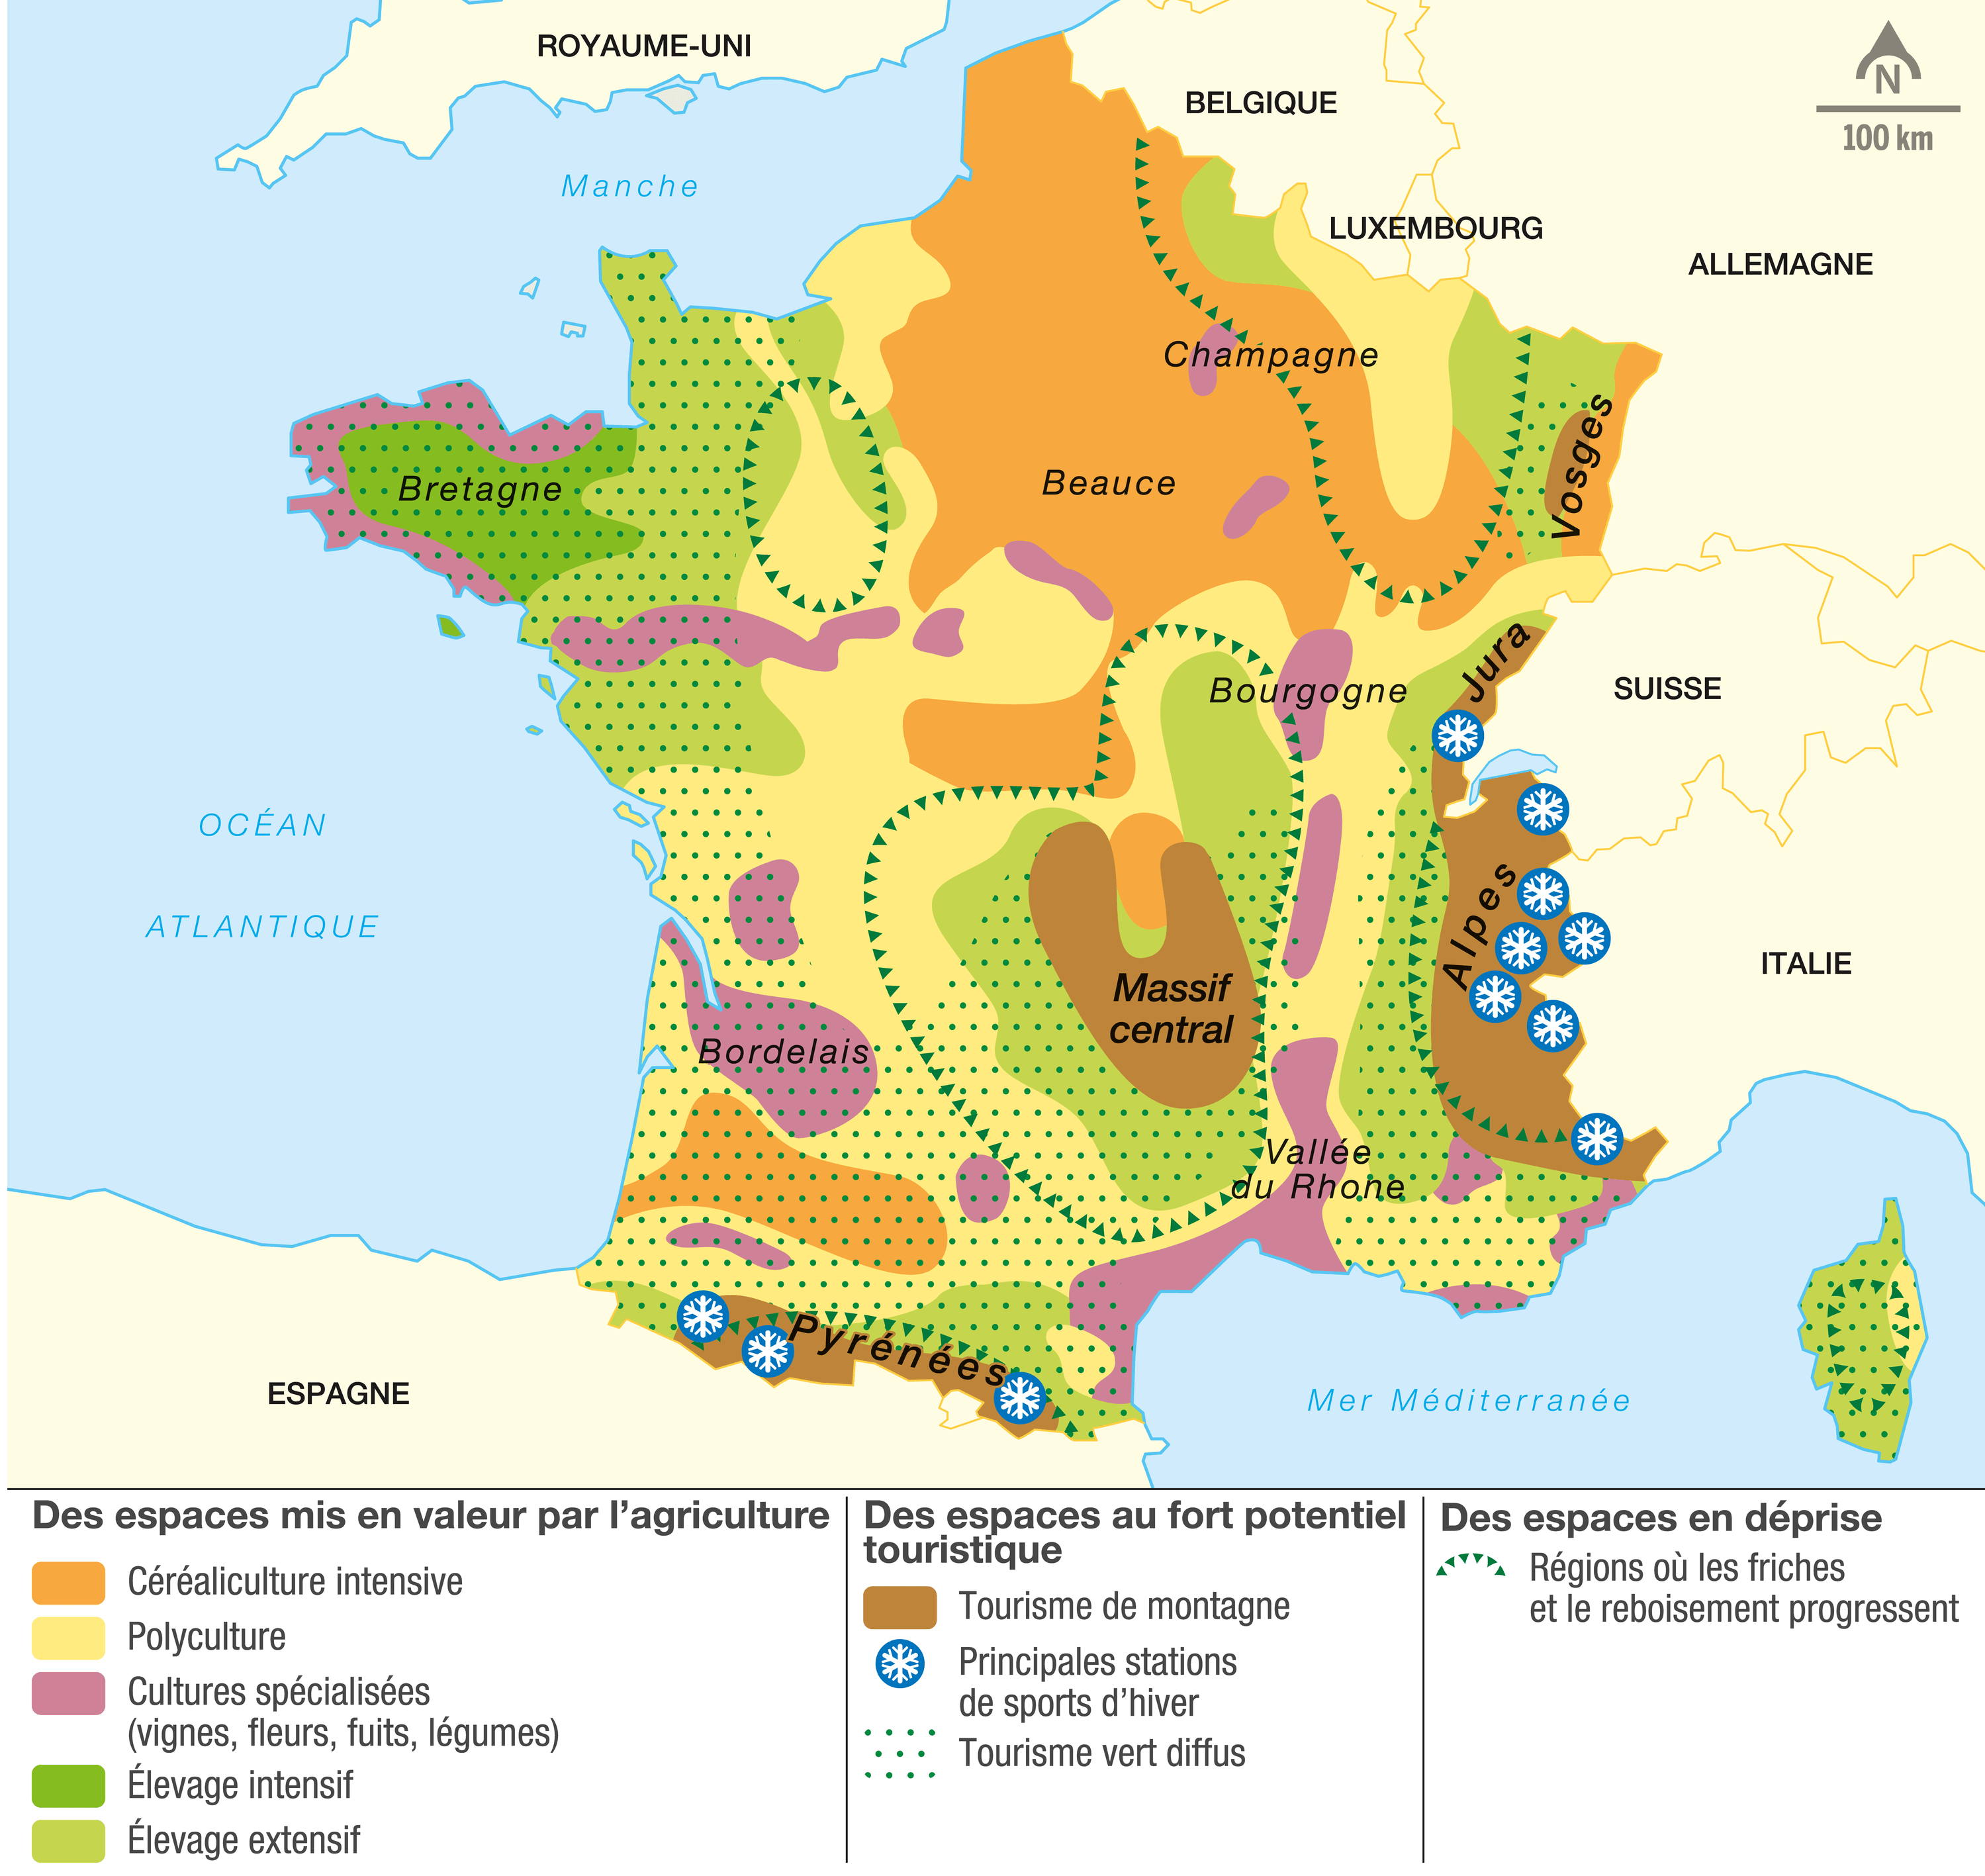 ROYAUME-UNI
BELGIQUE
N
100 km
Manche
LUXEMBOURG
ALLEMAGNE
Champagne
Vosges
Bretagne
Beauce
Jura
Bourgogne
SUISSE
OCÉAN
ATLANTIQUE
Alpes
ITALIE
Massif
central
Bordelais
Vallée
du Rhone
Pyrénées
ESPAGNE
Mer Méditerranée
Des espaces mis en valeur par l’agriculture
Céréaliculture intensive
Polyculture
Cultures spécialisées
(vignes, fleurs, fuits, légumes)
Élevage intensif
Élevage extensif
Des espaces au fort potentiel
touristique
Tourisme de montagne
Principales stations
de sports d’hiver
Tourisme vert diffus
Des espaces en déprise
Régions où les friches
et le reboisement progressent